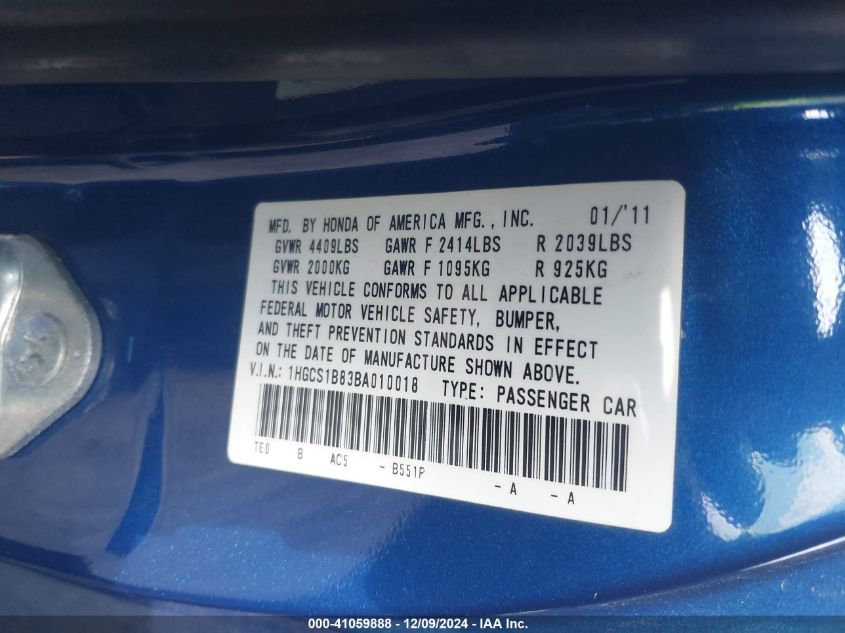 MFD. BY HONDA OF AMERICA MFG., INC. 01/'11
GVWR 4409LBS GAWR F 2414LBS R 2039LBS
GVWR 2000KG GAWR F 1095KG R 925KG
THIS VEHICLE CONFORMS TO ALL APPLICABLE
FEDERAL MOTOR VEHICLE SAFETY, BUMPER,
AND THEFT PREVENTION STANDARDS IN EFFECT
ON THE DATE OF MANUFACTURE SHOWN ABOVE.
V.I.N.: 1HGCS1B83BA010018 TYPE: PASSENGER CAR
TE0 B AC5 - B551P - A - A
000-41059888 - 12/09/2024 - IAA Inc.